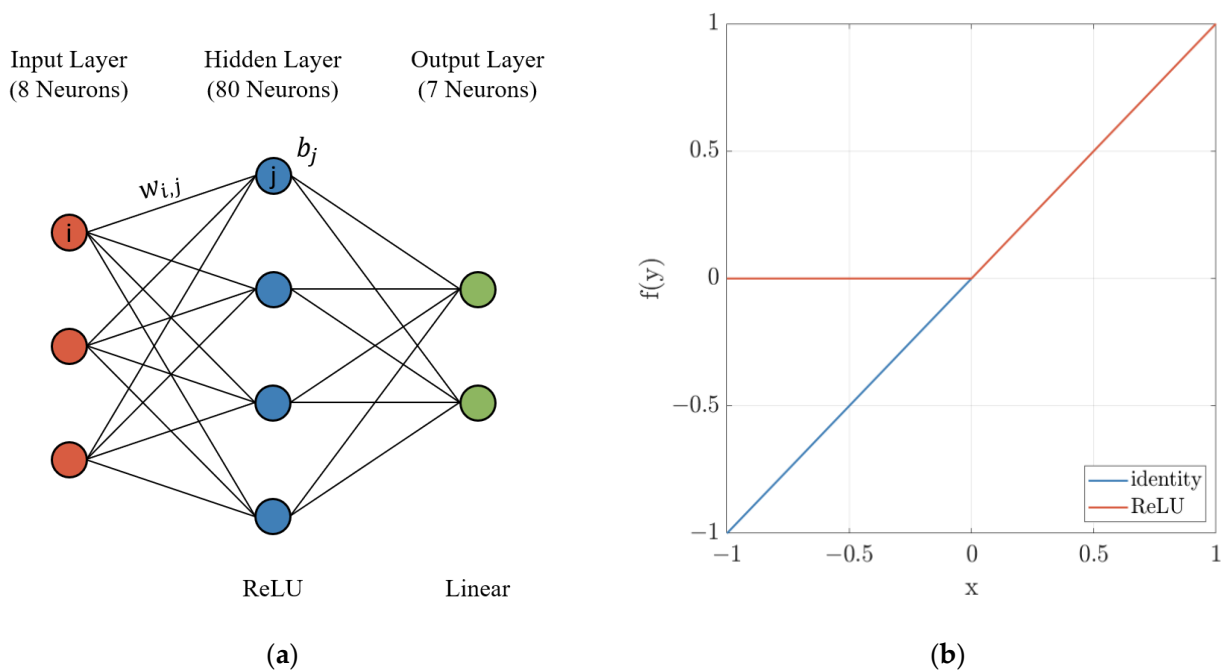 Input Layer
(8 Neurons)
Hidden Layer
(80 Neurons)
Output Layer
(7 Neurons)
b_j
w_{i,j}
j
i
ReLU
Linear
(a)
1
0.5
0
−0.5
−1
f(y)
identity
ReLU
−1 −0.5 0 0.5 1
x
(b)